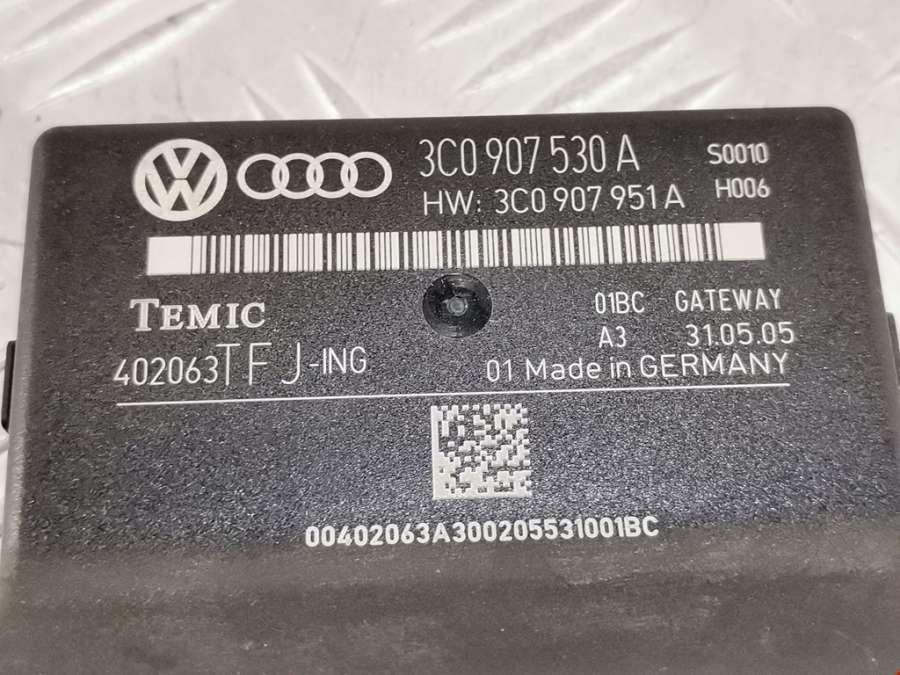 3C0 907 530 A S0010
HW: 3C0 907 951 A H006
TEMIC 01BC GATEWAY
A3 31.05.05
402063TFJ-ING 01 Made in GERMANY
00402063A300205531001BC